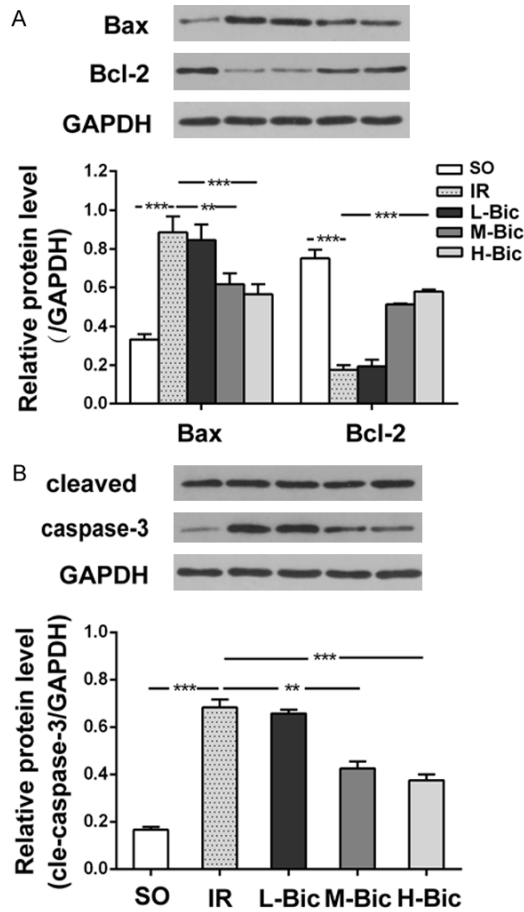 A
Bax
Bcl-2
GAPDH
Relative protein level
(/GAPDH)
1.2
1.0
0.8
0.6
0.4
0.2
0.0
***
***
**
***
***
SO
IR
L-Bic
M-Bic
H-Bic
Bax
Bcl-2
B
cleaved
caspase-3
GAPDH
Relative protein level
(cle-caspase-3/GAPDH)
1.0
0.8
0.6
0.4
0.2
0.0
***
***
**
SO
IR
L-Bic
M-Bic
H-Bic